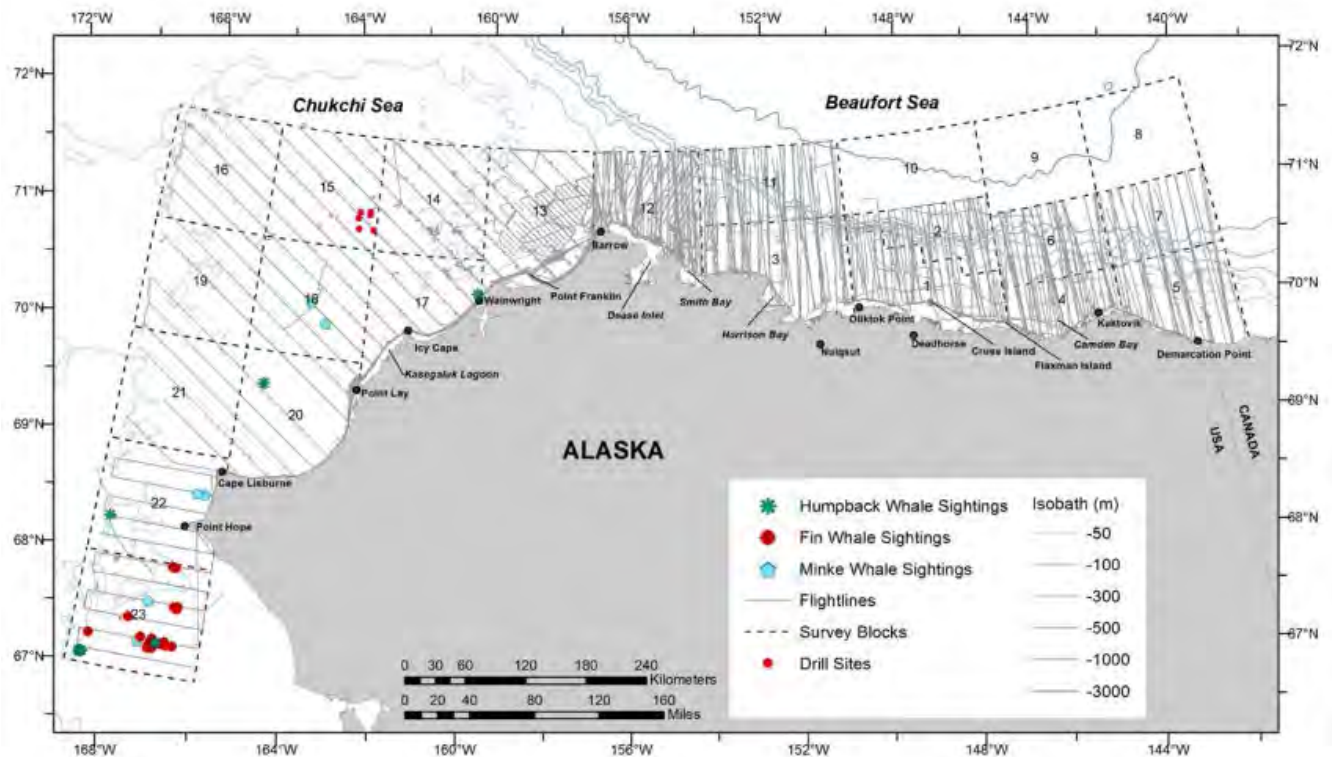 172°W 168°W 164°W 160°W 156°W 152°W 148°W 144°W 140°W
72°N 72°N
Chukchi Sea Beaufort Sea
8
9
10
71°N 71°N
16 15 14 13 12 11 7
2 6
Barrow
19 18 17 3 1 4 5
70°N 70°N
Wainwright Point Franklin Dease Inlet Smith Bay
Harrison Bay Oliktok Point Kaktovik
Icy Cape Nuiqsut Deadhorse Cross Island Camden Bay Demarcation Point
Kasegaluk Lagoon Flaxman Island
Point Lay
69°N 69°N
21 20
ALASKA
USA CANADA
Cape Lisburne
22
Point Hope
68°N 68°N
23
67°N 67°N
Humpback Whale Sightings
Fin Whale Sightings
Minke Whale Sightings
Flightlines
Survey Blocks
Drill Sites
Isobath (m)
-50
-100
-300
-500
-1000
-3000
0 30 60 120 180 240
Kilometers
0 20 40 80 120 160
Miles
168°W 164°W 160°W 156°W 152°W 148°W 144°W